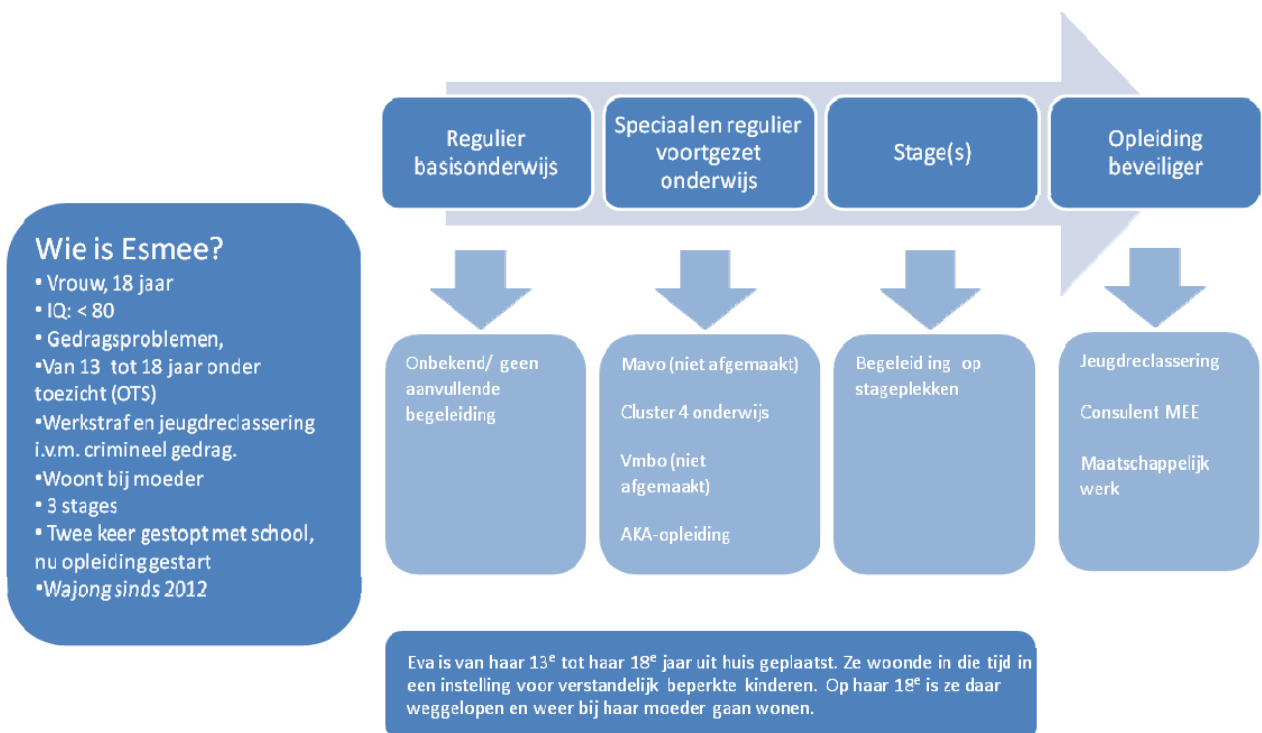 Regulier
basisonderwijs
Speciaal en regulier
voortgezet
onderwijs
Stage(s)
Opleiding
beveiliger
Wie is Esmee?
• Vrouw, 18 jaar
• IQ: < 80
• Gedragsproblemen,
•Van 13 tot 18 jaar onder
toezicht (OTS)
•Werkstraf en jeugdreclassering
i.v.m. crimineel gedrag.
•Woont bij moeder
• 3 stages
• Twee keer gestopt met school,
nu opleiding gestart
•Wajong sinds 2012
Onbekend/ geen
aanvullende
begeleiding
Mavo (niet afgemaakt)
Cluster 4 onderwijs
Vmbo (niet
afgemaakt)
AKA-opleiding
Begeleiding op
stageplekken
Jeugdreclassering
Consulent MEE
Maatschappelijk
werk
Eva is van haar 13e tot haar 18e jaar uit huis geplaatst. Ze woonde in die tijd in
een instelling voor verstandelijk beperkte kinderen. Op haar 18e is ze daar
weggelopen en weer bij haar moeder gaan wonen.